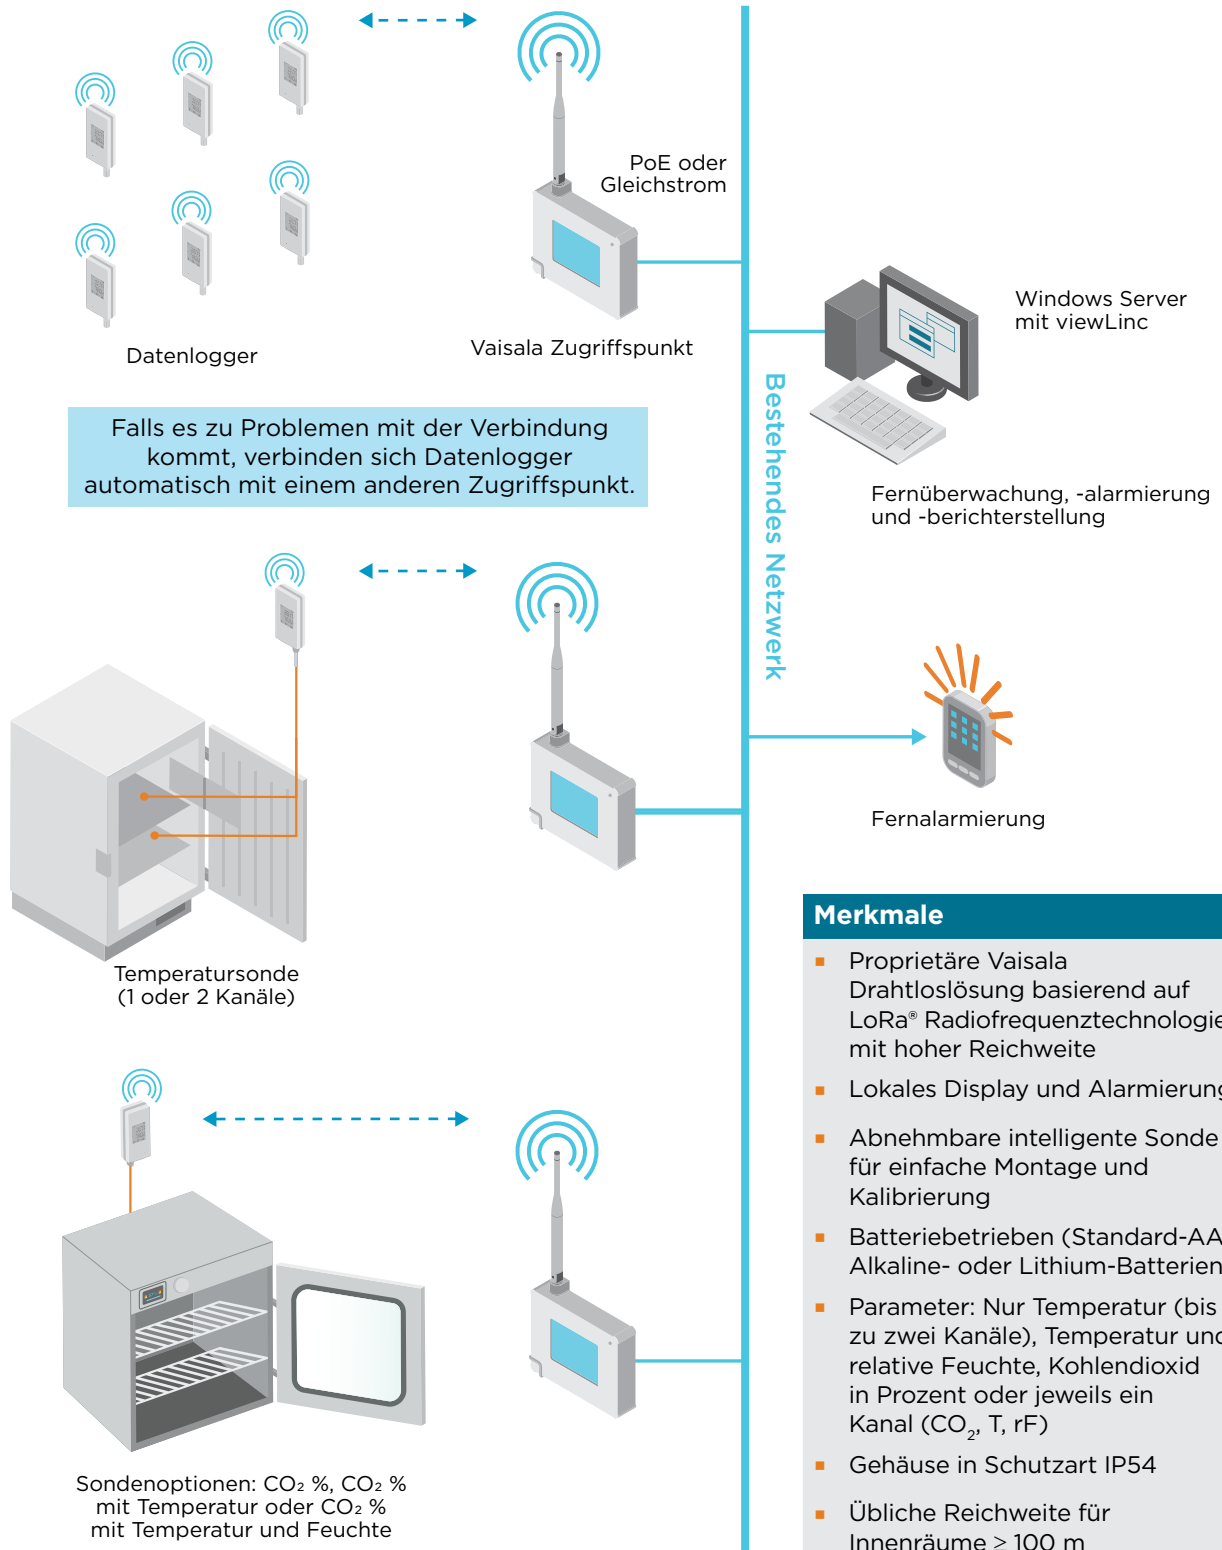 PoE oder
Gleichstrom
Datenlogger
Vaisala Zugriffspunkt
Falls es zu Problemen mit der Verbindung
kommt, verbinden sich Datenlogger
automatisch mit einem anderen Zugriffspunkt.
Bestehendes Netzwerk
Windows Server
mit viewLinc
Fernüberwachung, -alarmierung
und -berichterstellung
Fernalarmierung
Temperatursonde
(1 oder 2 Kanäle)
Sondenoptionen: CO₂ %, CO₂ %
mit Temperatur oder CO₂ %
mit Temperatur und Feuchte
Merkmale
▪ Proprietäre Vaisala
Drahtloslösung basierend auf
LoRa® Radiofrequenztechnologie
mit hoher Reichweite
▪ Lokales Display und Alarmierung
▪ Abnehmbare intelligente Sonde
für einfache Montage und
Kalibrierung
▪ Batteriebetrieben (Standard-AA
Alkaline- oder Lithium-Batterien
▪ Parameter: Nur Temperatur (bis
zu zwei Kanäle), Temperatur und
relative Feuchte, Kohlendioxid
in Prozent oder jeweils ein
Kanal (CO₂, T, rF)
▪ Gehäuse in Schutzart IP54
▪ Übliche Reichweite für
Innenräume ≥ 100 m